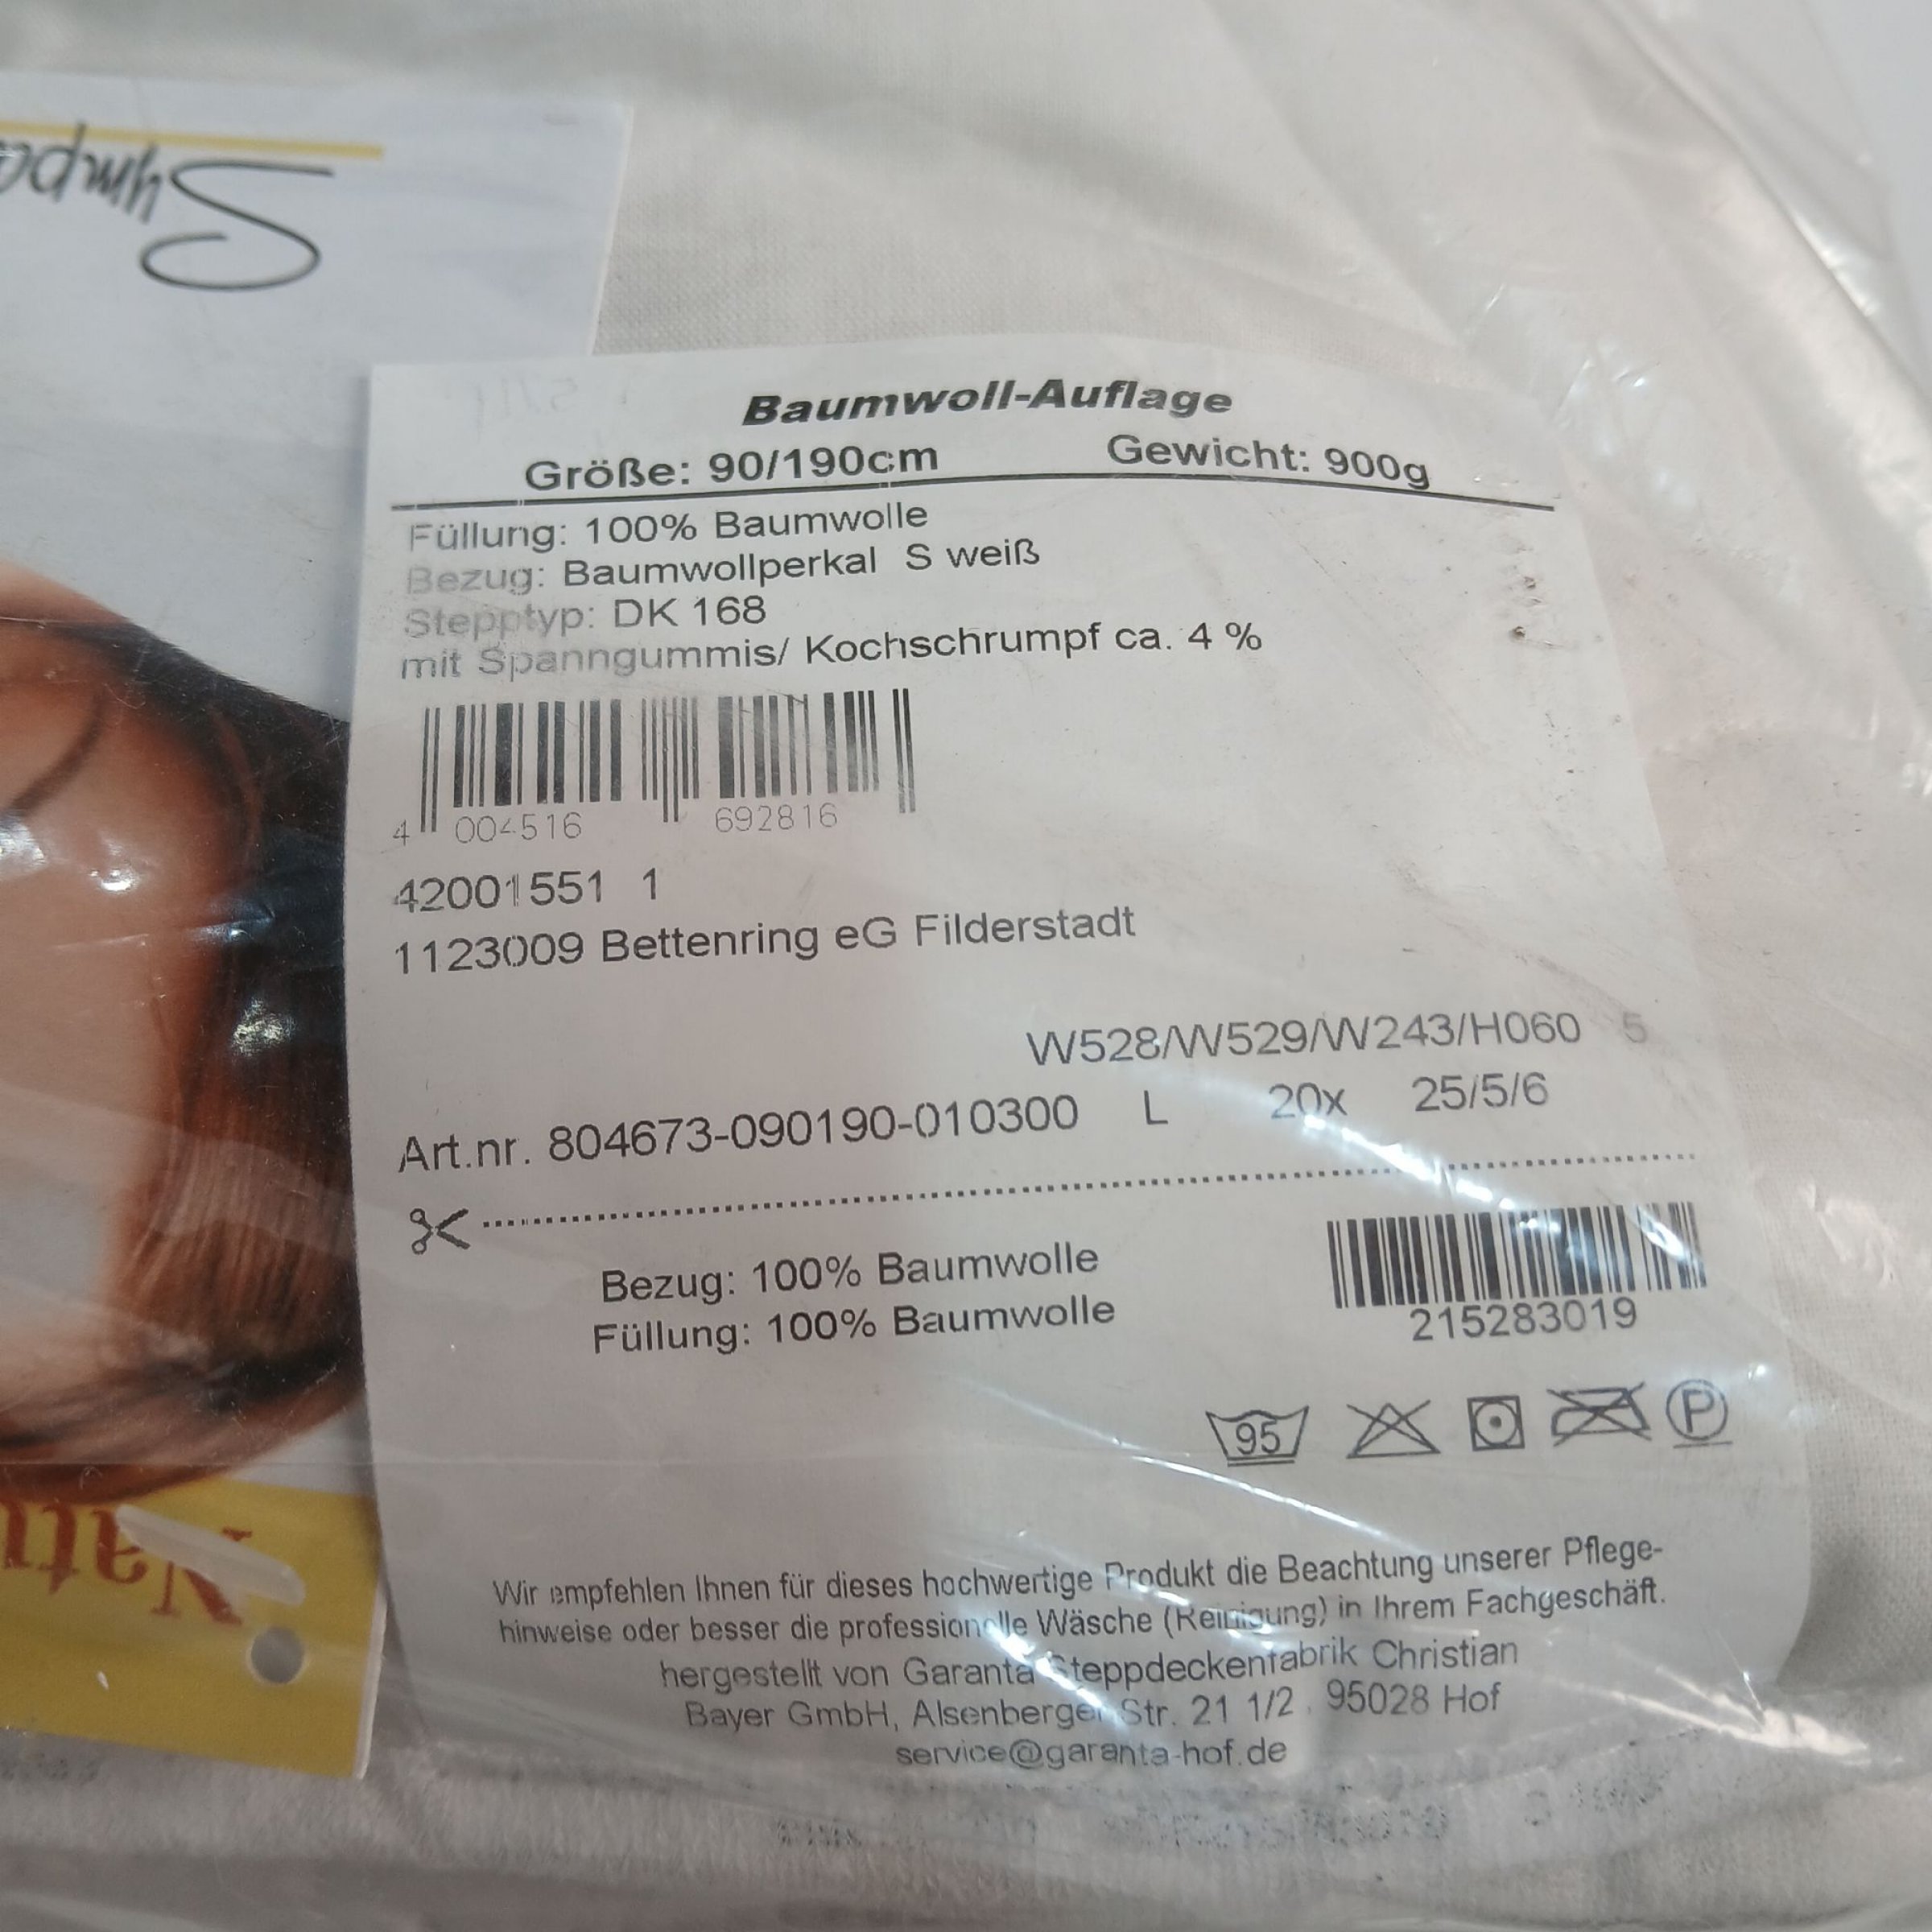 Baumwoll-Auflage
Größe: 90/190cm Gewicht: 900g
Füllung: 100% Baumwolle
Bezug: Baumwollperkal S weiß
Stepptyp: DK 168
mit Spanngummis/ Kochschrumpf ca. 4 %
4 004516 692816
42001551 1
1123009 Bettenring eG Filderstadt
W528/W529/W243/H060 5
Art.nr. 804673-090190-010300 L 20x 25/5/6
Bezug: 100% Baumwolle
Füllung: 100% Baumwolle
215283019
95
P
Wir empfehlen Ihnen für dieses hochwertige Produkt die Beachtung unserer Pflege-
hinweise oder besser die professionelle Wäsche (Reinigung) in Ihrem Fachgeschäft.
hergestellt von Garanta Steppdeckenfabrik Christian
Bayer GmbH, Alsenberger Str. 21 1/2 . 95028 Hof
service@garanta-hof.de